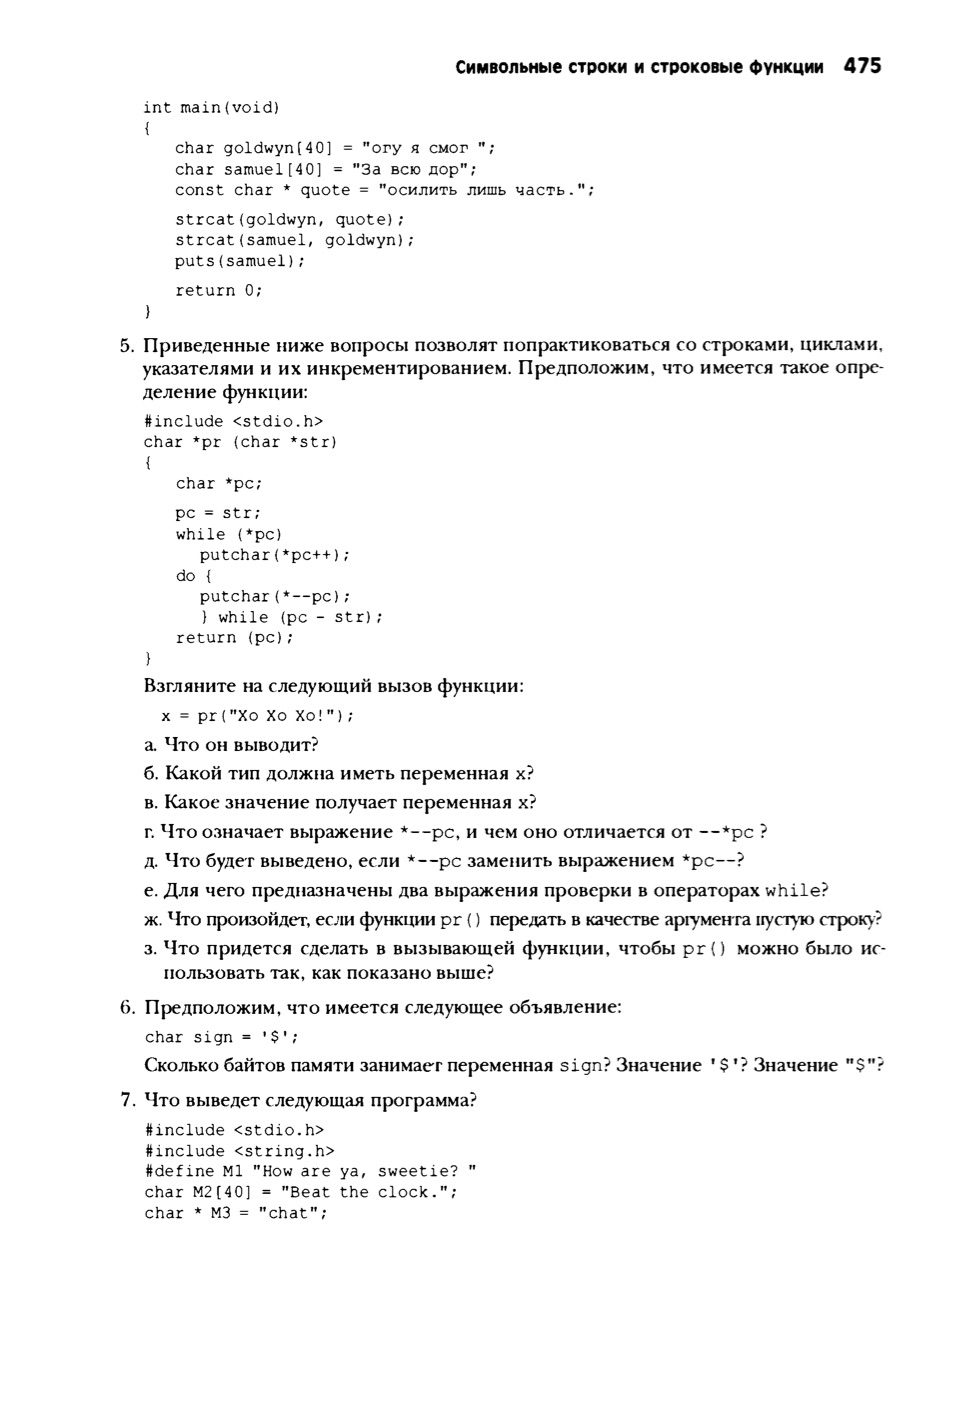 Символьные строки и строковые функции 475
int main(void)
{
char goldwyn[40] = "огу я смог ";
char samuel[40] = "За всю дор";
const char * quote = "осилить лишь часть.";
strcat(goldwyn, quote);
strcat(samuel, goldwyn);
puts(samuel);
return 0;
}
5. Приведенные ниже вопросы позволят попрактиковаться со строками, циклами,
указателями и их инкрементированием. Предположим, что имеется такое опре-
деление функции:
#include <stdio.h>
char *pr (char *str)
{
char *pc;
pc = str;
while (*pc)
putchar(*pc++);
do {
putchar(*--pc);
} while (pc - str);
return (pc);
}
Взгляните на следующий вызов функции:
x = pr("Хо Хо Хо!");
а. Что он выводит?
б. Какой тип должна иметь переменная x?
в. Какое значение получает переменная x?
г. Что означает выражение *--pc, и чем оно отличается от --*pc ?
д. Что будет выведено, если *--pc заменить выражением *pc--?
е. Для чего предназначены два выражения проверки в операторах while?
ж. Что произойдет, если функции pr() передать в качестве аргумента пустую строку?
з. Что придется сделать в вызывающей функции, чтобы pr() можно было ис-
пользовать так, как показано выше?
6. Предположим, что имеется следующее объявление:
char sign = '$';
Сколько байтов памяти занимает переменная sign? Значение '$'? Значение "$"?
7. Что выведет следующая программа?
#include <stdio.h>
#include <string.h>
#define M1 "How are ya, sweetie? "
char M2[40] = "Beat the clock.";
char * M3 = "chat";